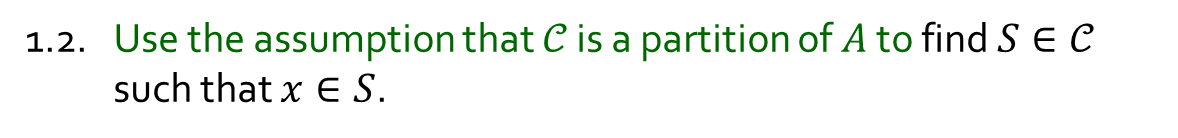 1.2. Use the assumption that 𝒞 is a partition of 𝐴 to find 𝑆 ∈ 𝒞
such that 𝑥 ∈ 𝑆.